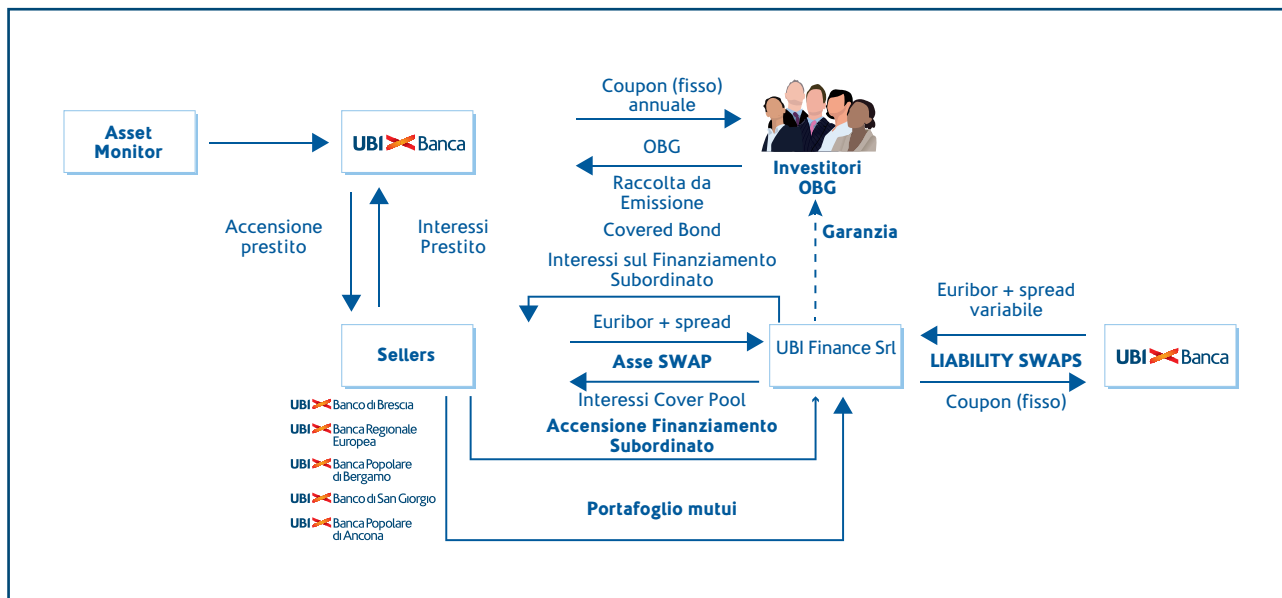 Coupon (fisso)
annuale
Asset
Monitor
UBI Banca
OBG
Investitori
OBG
Raccolta da
Emissione
Covered Bond
Accensione
prestito
Interessi
Prestito
Garanzia
Interessi sul Finanziamento
Subordinato
Euribor + spread
variabile
Sellers
Euribor + spread
UBI Finance Srl
Asse SWAP
LIABILITY SWAPS
UBI Banca
Interessi Cover Pool
Coupon (fisso)
UBI Banco di Brescia
UBI Banca Regionale
Europea
UBI Banca Popolare
di Bergamo
UBI Banco di San Giorgio
UBI Banca Popolare
di Ancona
Accensione Finanziamento
Subordinato
Portafoglio mutui